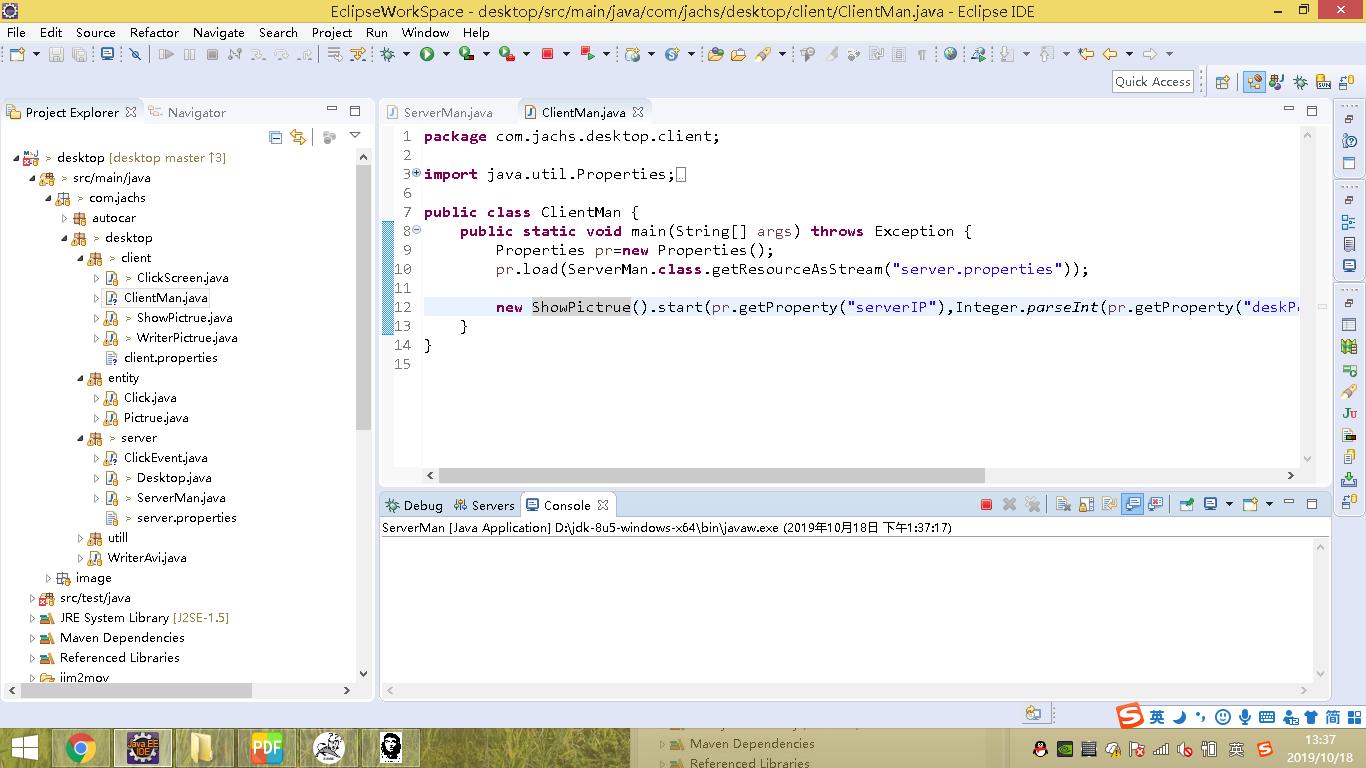 EclipseWorkSpace - desktop/src/main/java/com/jachs/desktop/client/ClientMan.java - Eclipse IDE
File Edit Source Refactor Navigate Search Project Run Window Help
Quick Access
Project Explorer Navigator
> desktop [desktop master ↑3]
> src/main/java
> com.jachs
autocar
> desktop
> client
ClickScreen.java
ClientMan.java
> ShowPictrue.java
> WriterPictrue.java
client.properties
entity
Click.java
Pictrue.java
> server
ClickEvent.java
> Desktop.java
> ServerMan.java
> server.properties
utill
WriterAvi.java
image
src/test/java
JRE System Library [J2SE-1.5]
Maven Dependencies
Referenced Libraries
jim2mov
ServerMan.java ClientMan.java
1 package com.jachs.desktop.client;
2
3 import java.util.Properties;
6
7 public class ClientMan {
8 public static void main(String[] args) throws Exception {
9 Properties pr=new Properties();
10 pr.load(ServerMan.class.getResourceAsStream("server.properties"));
11
12 new ShowPictrue().start(pr.getProperty("serverIP"),Integer.parseInt(pr.getProperty("deskP
13 }
14 }
15
Debug Servers Console
ServerMan [Java Application] D:\jdk-8u5-windows-x64\bin\javaw.exe (2019年10月18日 下午1:37:17)
英 简
Java EE IDE
PDF
Maven Dependencies
Referenced Libraries
英
13:37
2019/10/18